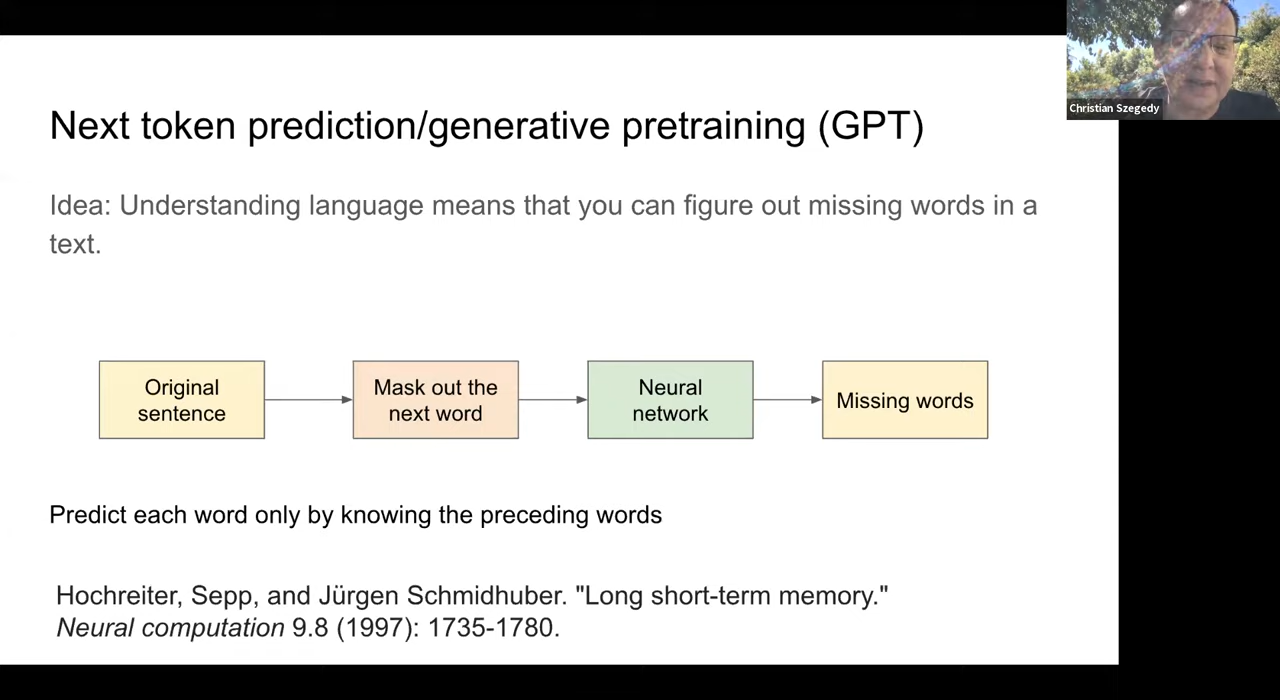 Christian Szegedy
Next token prediction/generative pretraining (GPT)
Idea: Understanding language means that you can figure out missing words in a
text.
Original
sentence
Mask out the
next word
Neural
network
Missing words
Predict each word only by knowing the preceding words
Hochreiter, Sepp, and Jürgen Schmidhuber. "Long short-term memory."
Neural computation 9.8 (1997): 1735-1780.